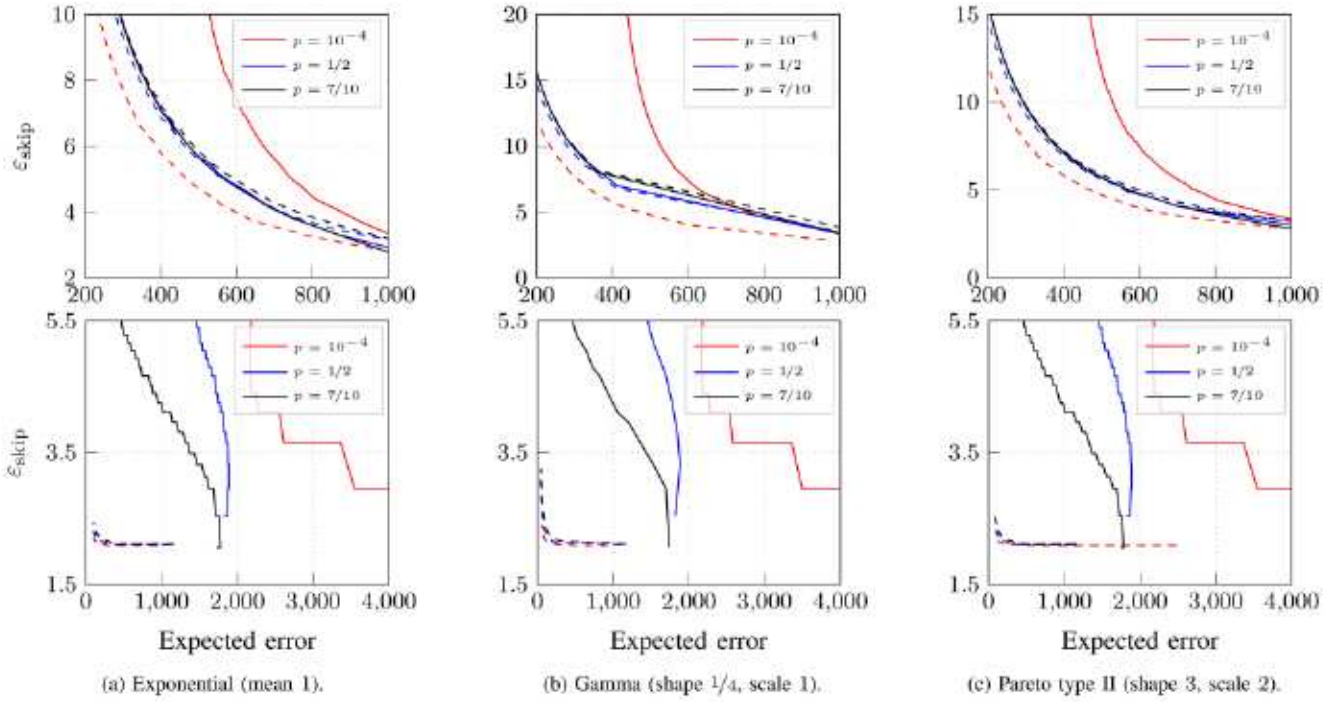 10
8
6
4
2
200
400
600
800
1,000
ε_skip
p = 10⁻⁴
p = 1/2
p = 7/10
20
15
10
5
0
200
400
600
800
1,000
p = 10⁻⁴
p = 1/2
p = 7/10
15
10
5
0
200
400
600
800
1,000
p = 10⁻⁴
p = 1/2
p = 7/10
5.5
3.5
1.5
0
1,000
2,000
3,000
4,000
ε_skip
p = 10⁻⁴
p = 1/2
p = 7/10
Expected error
(a) Exponential (mean 1).
5.5
3.5
1.5
0
1,000
2,000
3,000
4,000
p = 10⁻⁴
p = 1/2
p = 7/10
Expected error
(b) Gamma (shape 1/4, scale 1).
5.5
3.5
1.5
0
1,000
2,000
3,000
4,000
p = 10⁻⁴
p = 1/2
p = 7/10
Expected error
(c) Pareto type II (shape 3, scale 2).